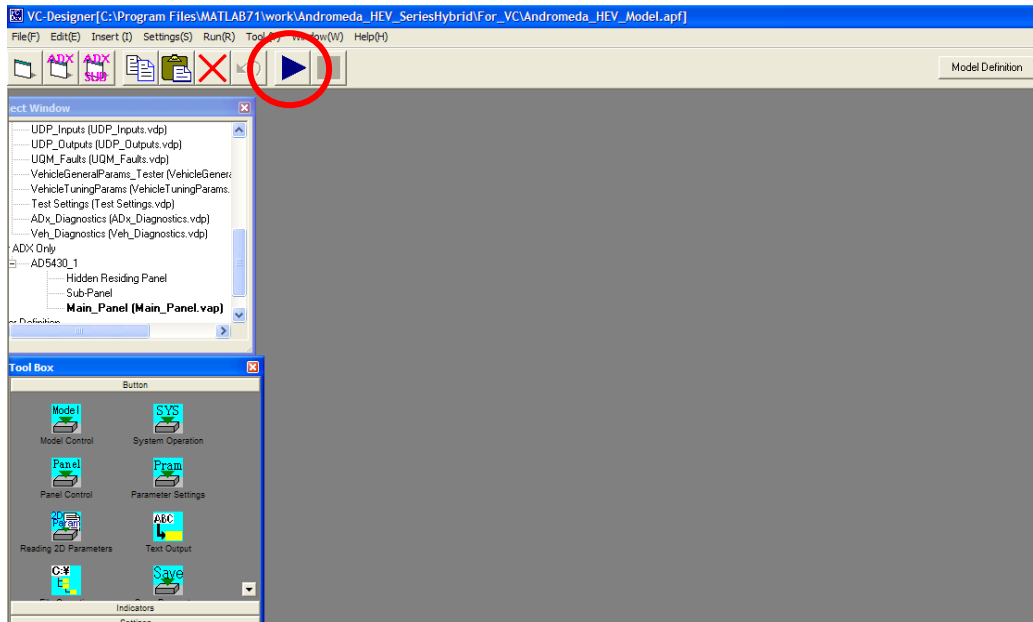 VC-Designer[C:\Program Files\MATLAB71\work\Andromeda_HEV_SeriesHybrid\For_VC\Andromeda_HEV_Model.apf]
File(F) Edit(E) Insert (I) Settings(S) Run(R) Window(W) Help(H)
ADX ADX
SUB
Model Definition
ect Window
UDP_Inputs (UDP_Inputs.vdp)
UDP_Outputs (UDP_Outputs.vdp)
UQM_Faults (UQM_Faults.vdp)
VehicleGeneralParams_Tester (VehicleGenera
VehicleTuningParams (VehicleTuningParams.
Test Settings (Test Settings.vdp)
ADx_Diagnostics (ADx_Diagnostics.vdp)
Veh_Diagnostics (Veh_Diagnostics.vdp)
ADX Only
AD5430_1
Hidden Residing Panel
Sub-Panel
Main_Panel (Main_Panel.vap)
Tool Box
Button
Model SYS
Model Control System Operation
Panel Pram
Panel Control Parameter Settings
2D Param ABC
Reading 2D Parameters Text Output
C:¥ Save
Indicators